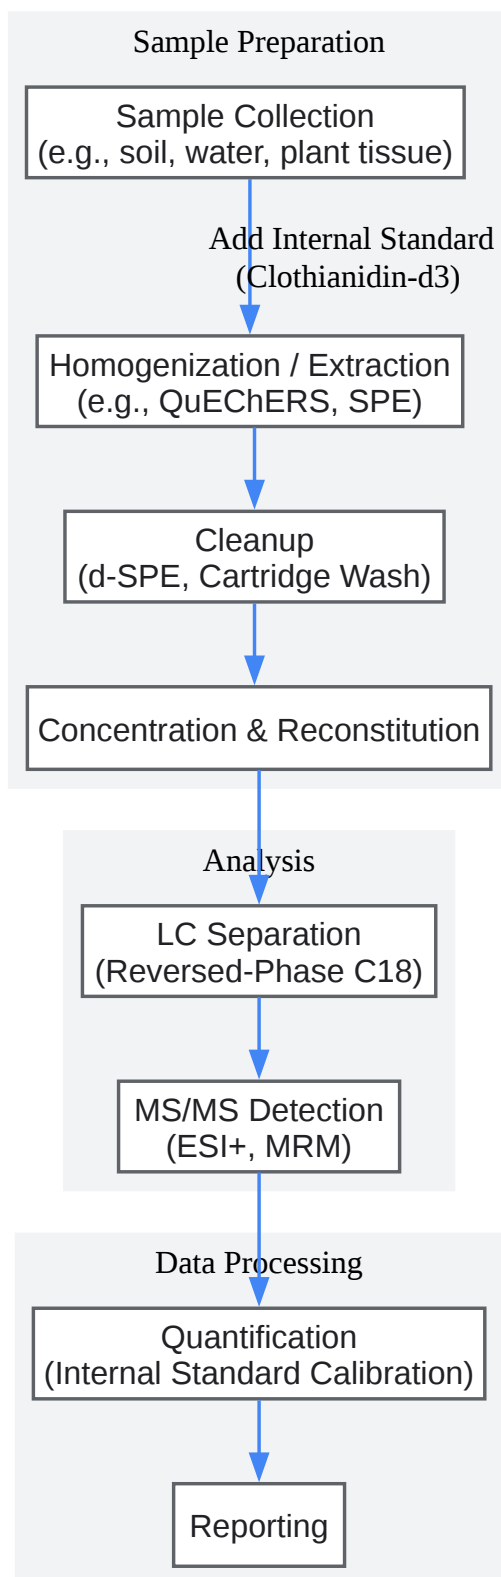 Sample Preparation
Sample Collection
(e.g., soil, water, plant tissue)
Add Internal Standard
(Clothianidin-d3)
Homogenization / Extraction
(e.g., QuEChERS, SPE)
Cleanup
(d-SPE, Cartridge Wash)
Concentration & Reconstitution
Analysis
LC Separation
(Reversed-Phase C18)
MS/MS Detection
(ESI+, MRM)
Data Processing
Quantification
(Internal Standard Calibration)
Reporting